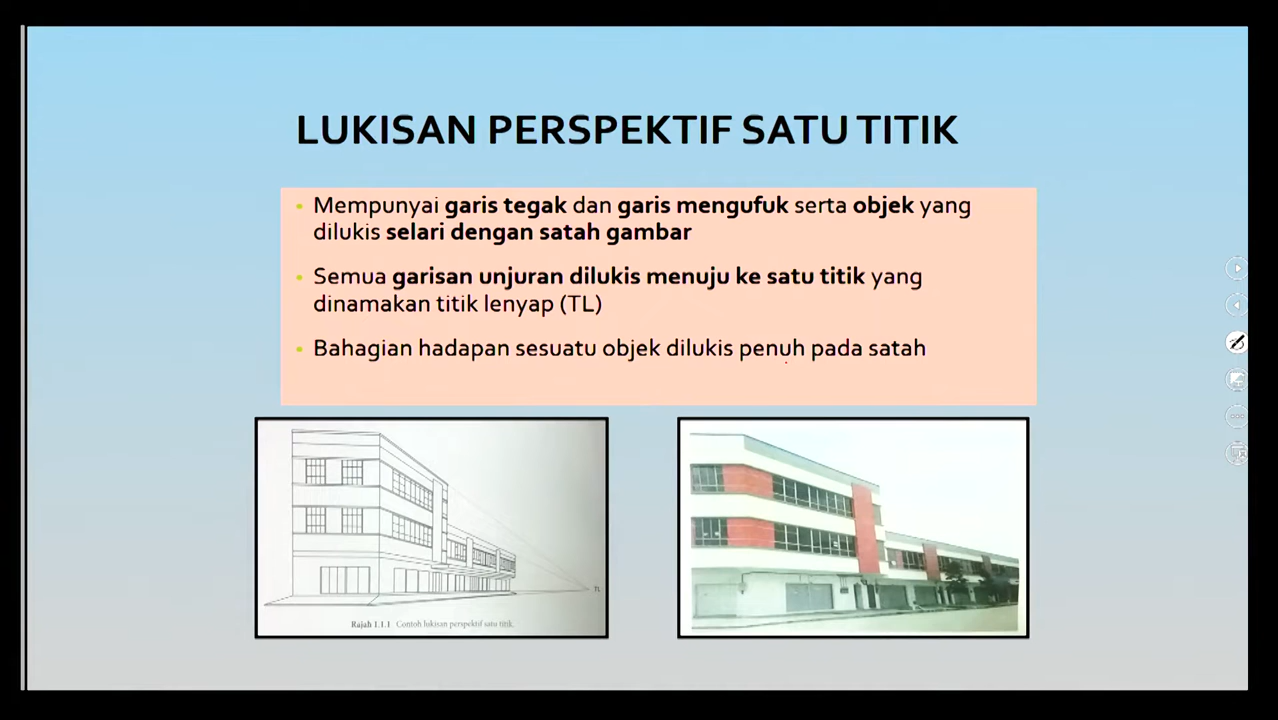 LUKISAN PERSPEKTIF SATU TITIK
Mempunyai garis tegak dan garis mengufuk serta objek yang
dilukis selari dengan satah gambar
Semua garisan unjuran dilukis menuju ke satu titik yang
dinamakan titik lenyap (TL)
Bahagian hadapan sesuatu objek dilukis penuh pada satah
TL
Rajah 1.1.1 Contoh lukisan perspektif satu titik.